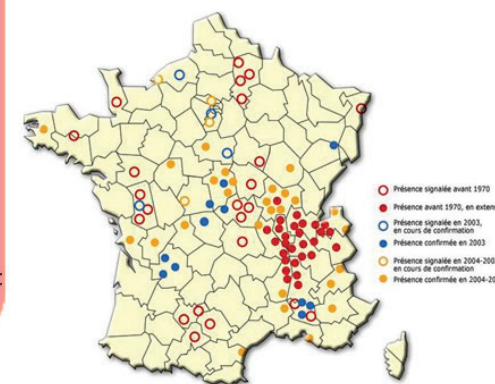 Présence signalée avant 1970
Présence avant 1970, en exten
Présence signalée en 2003,
en cours de confirmation
Présence confirmée en 2003
Présence signalée en 2004-200
en cours de confirmation
Présence confirmée en 2004-20